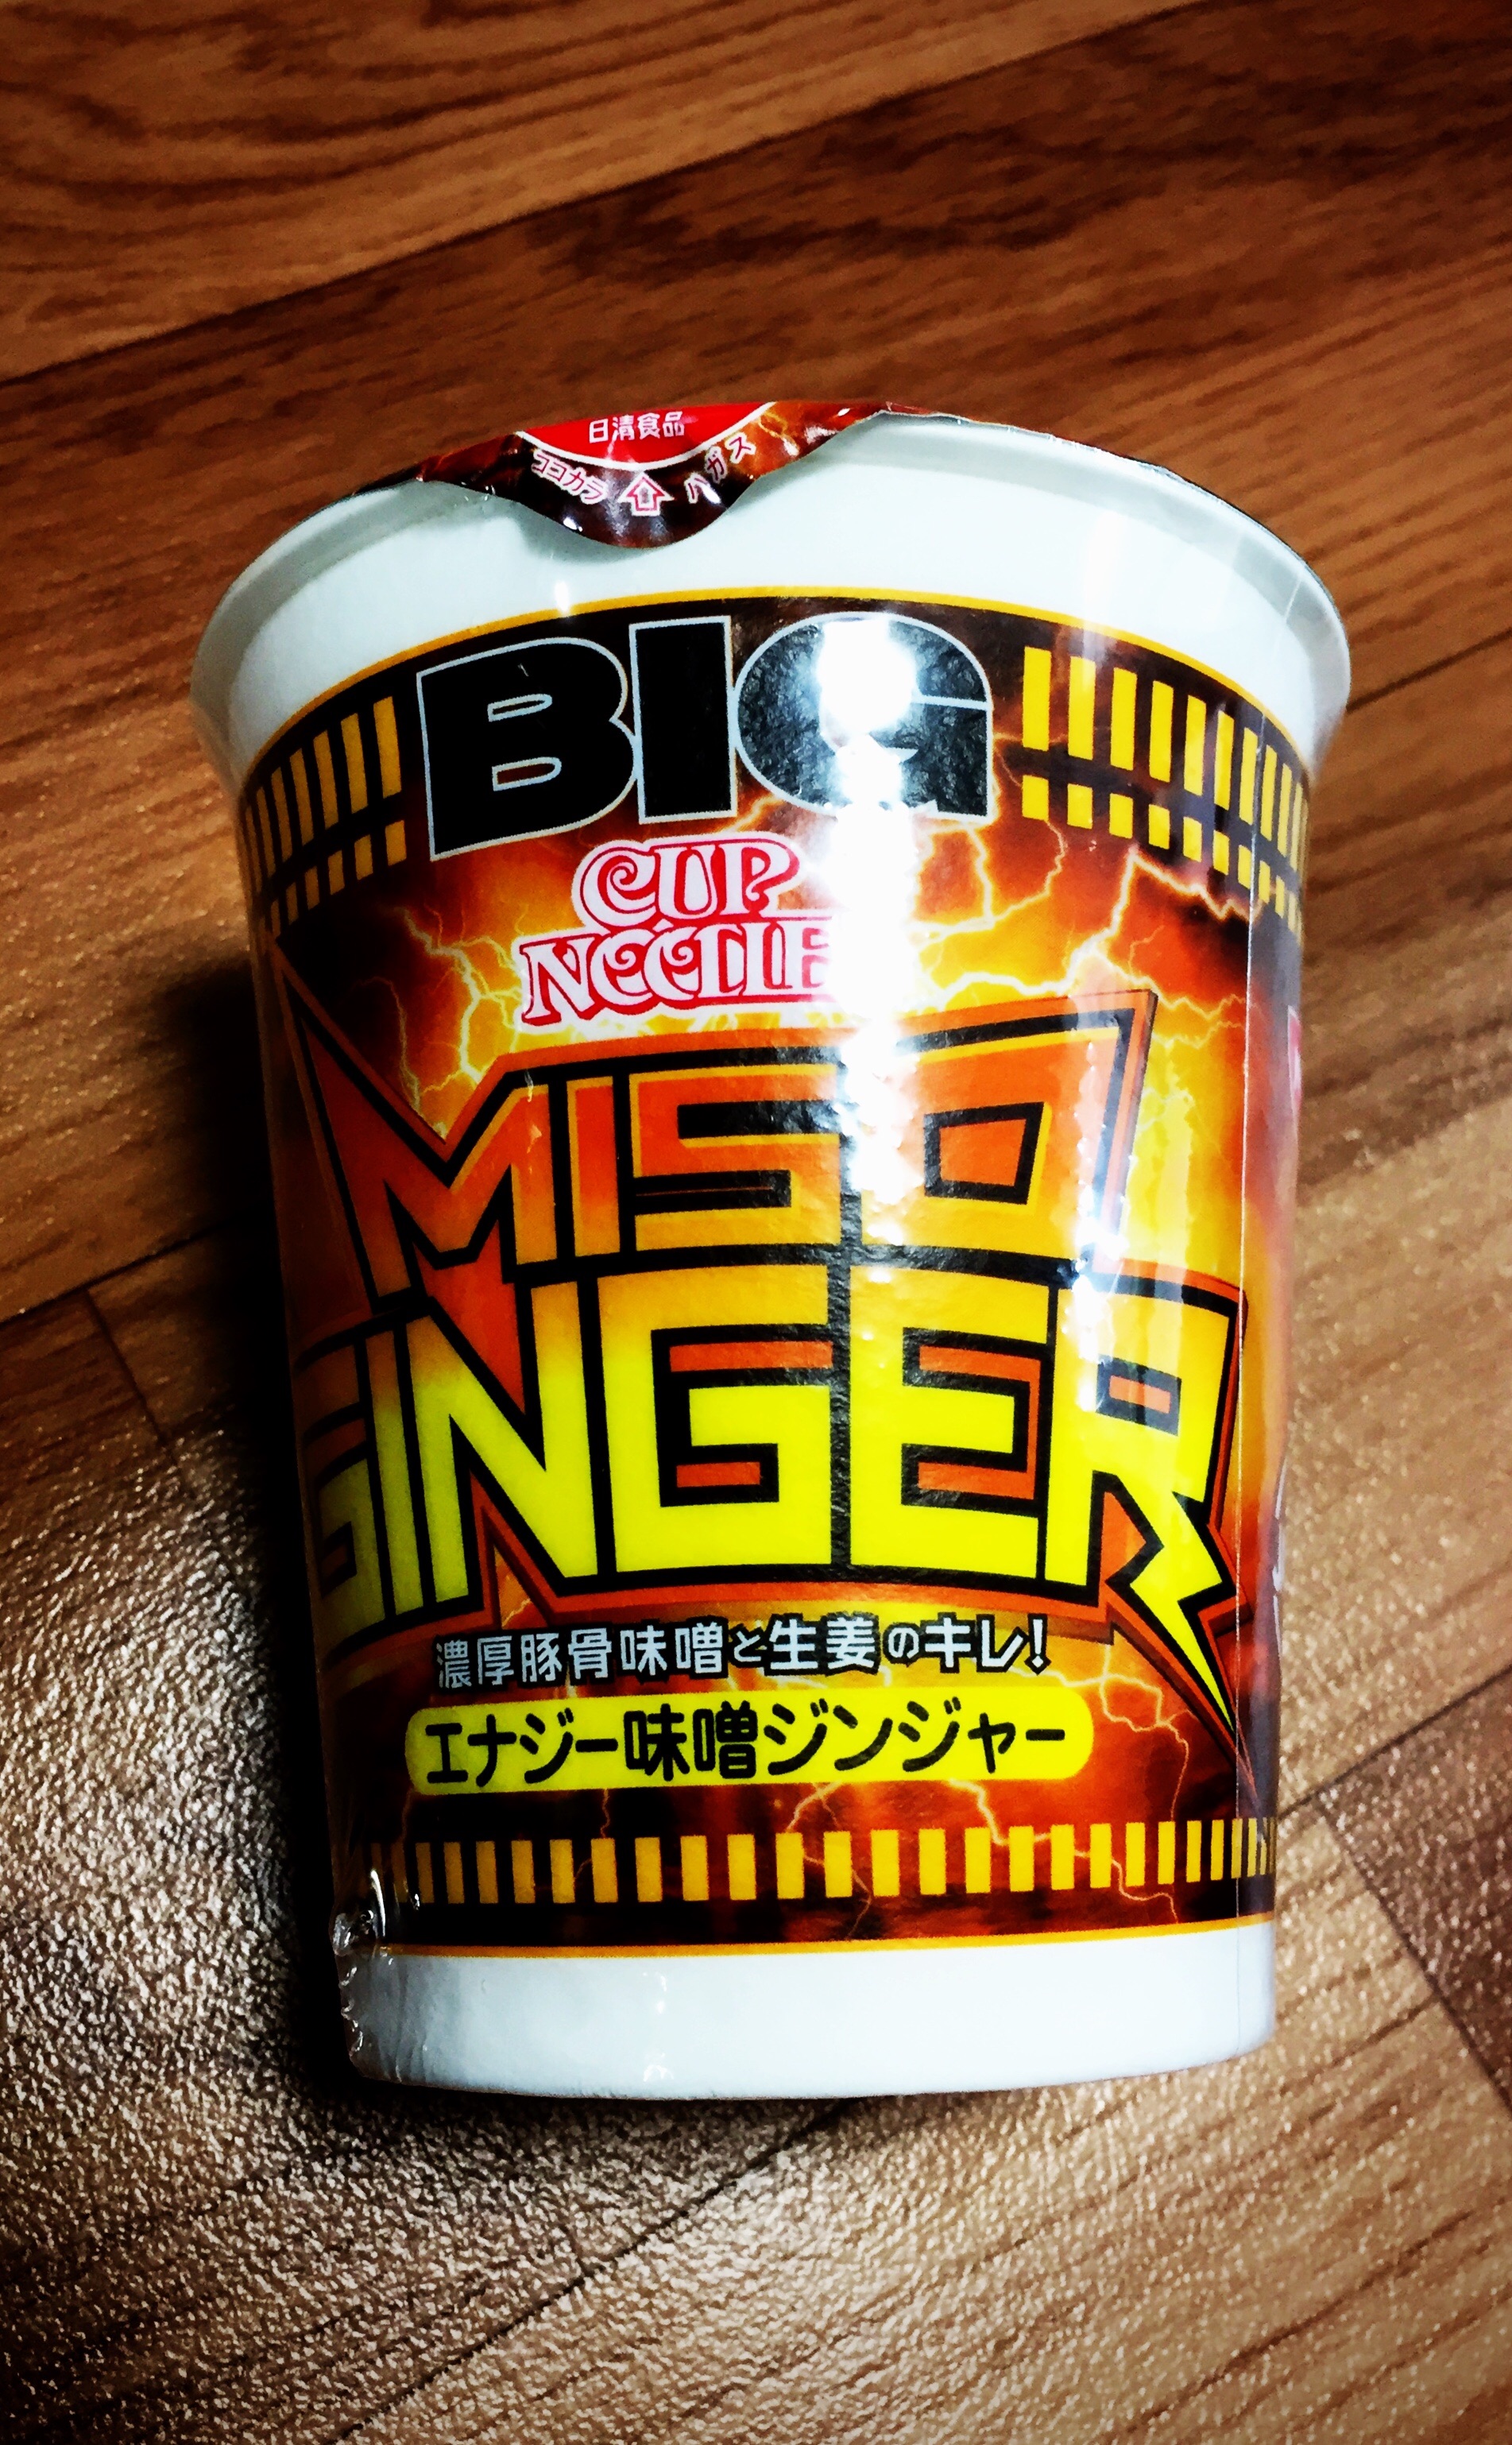 日清食品
ココカラ ハガス
BIG
CUP
NOODLE
MISO
GINGER
濃厚豚骨味噌と生姜のキレ!
エナジー味噌ジンジャー